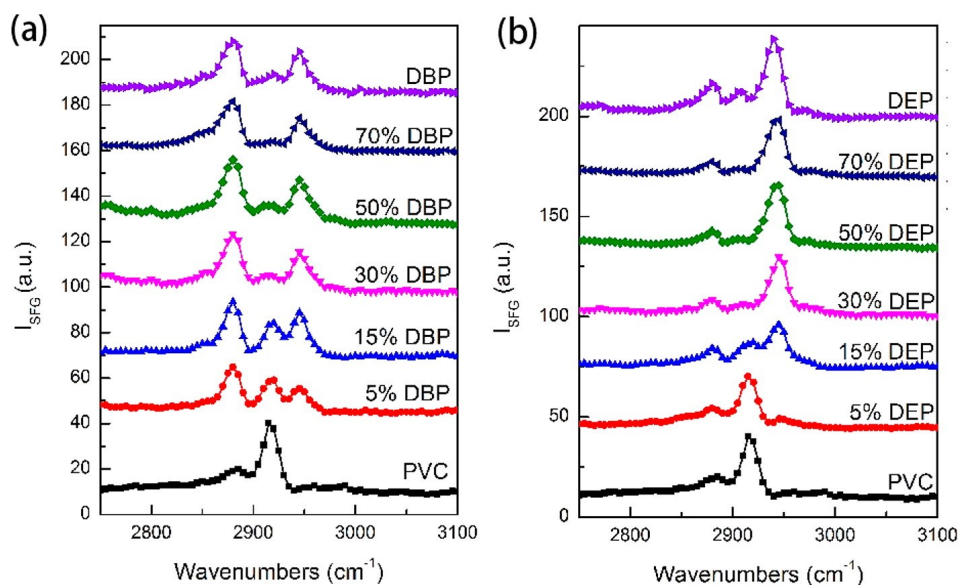 (a)
200
180
160
140
120
100
80
60
40
20
0
I_SFG (a.u.)
DBP
70% DBP
50% DBP
30% DBP
15% DBP
5% DBP
PVC
2800 2900 3000 3100
Wavenumbers (cm⁻¹)
(b)
200
150
100
50
0
I_SFG (a.u.)
DEP
70% DEP
50% DEP
30% DEP
15% DEP
5% DEP
PVC
2800 2900 3000 3100
Wavenumbers (cm⁻¹)